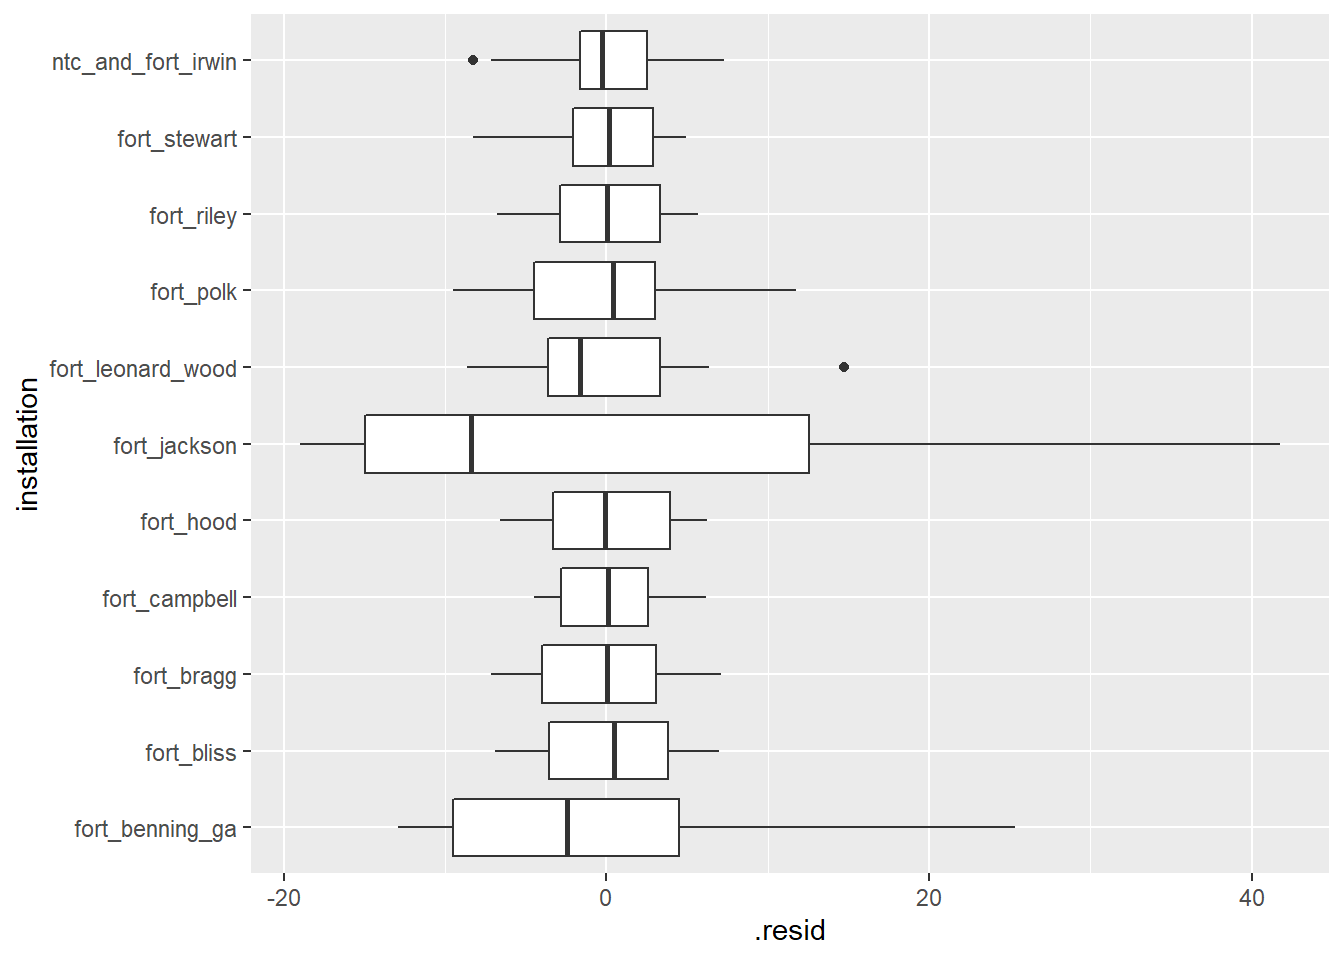 ntc_and_fort_irwin
fort_stewart
fort_riley
fort_polk
fort_leonard_wood
fort_jackson
fort_hood
fort_campbell
fort_bragg
fort_bliss
fort_benning_ga
installation
-20 0 20 40
.resid